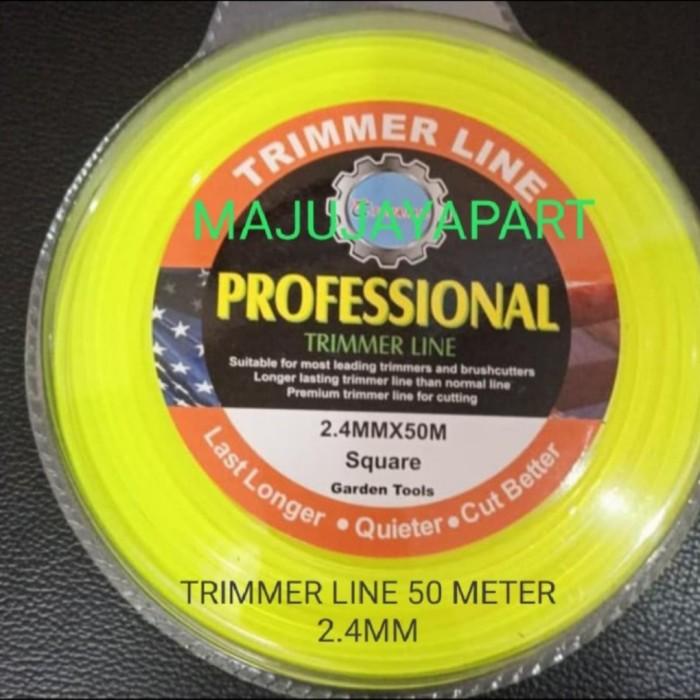 TRIMMER LINE
MAJUJAYAPART
PROFESSIONAL
TRIMMER LINE
Suitable for most leading trimmers and brushcutters
Longer lasting trimmer line than normal line
Premium trimmer line for cutting
2.4MMX50M
Square
Garden Tools
Last Longer • Quieter • Cut Better
TRIMMER LINE 50 METER
2.4MM